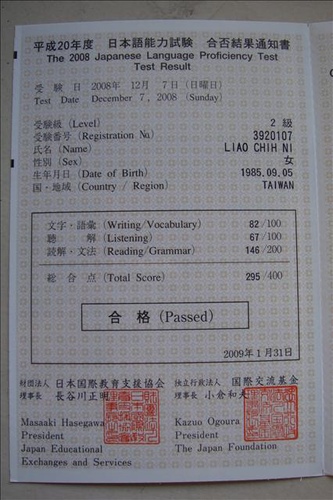 平成20年度 日本語能力試験 合否結果通知書
The 2008 Japanese Language Proficiency Test
Test Result
受 験 日 2008年 12月 7日（日曜日）
Test Date December 7, 2008 (Sunday)
受験級 (Level) 2 級
受験番号 (Registration No.) 3920107
氏名 (Name) LIAO CHIH NI
性別 (Sex) 女
生年月日 (Date of Birth) 1985.09.05
国・地域 (Country / Region) TAIWAN
文字・語彙 (Writing/Vocabulary) 82/100
聴 解 (Listening) 67/100
読解・文法 (Reading/Grammar) 146/200
総 合 点 (Total Score) 295/400
合 格 (Passed)
2009年1月31日
財団法人 日本国際教育支援協会
理事長 長谷川正明
Masaaki Hasegawa
President
Japan Educational
Exchanges and Services
独立行政法人 国際交流基金
理事長 小倉和夫
Kazuo Ogoura
President
The Japan Foundation